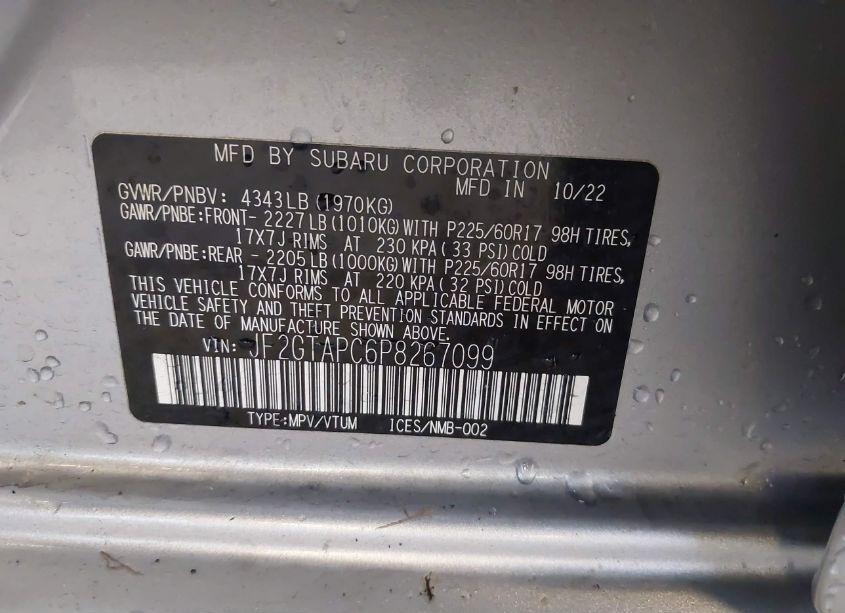 MFD BY SUBARU CORPORATION
MFD IN 10/22
GVWR/PNBV: 4343LB (1970KG)
GAWR/PNBE:FRONT- 2227LB(1010KG)WITH P225/60R17 98H TIRES,
17X7J RIMS AT 230 KPA(33 PSI)COLD
GAWR/PNBE:REAR - 2205LB(1000KG)WITH P225/60R17 98H TIRES,
17X7J RIMS AT 220 KPA(32 PSI)COLD
THIS VEHICLE CONFORMS TO ALL APPLICABLE FEDERAL MOTOR
VEHICLE SAFETY AND THEFT PREVENTION STANDARDS IN EFFECT ON
THE DATE OF MANUFACTURE SHOWN ABOVE.
VIN: JF2GTAPC6P8267099
TYPE:MPV/VTUM ICES/NMB-002